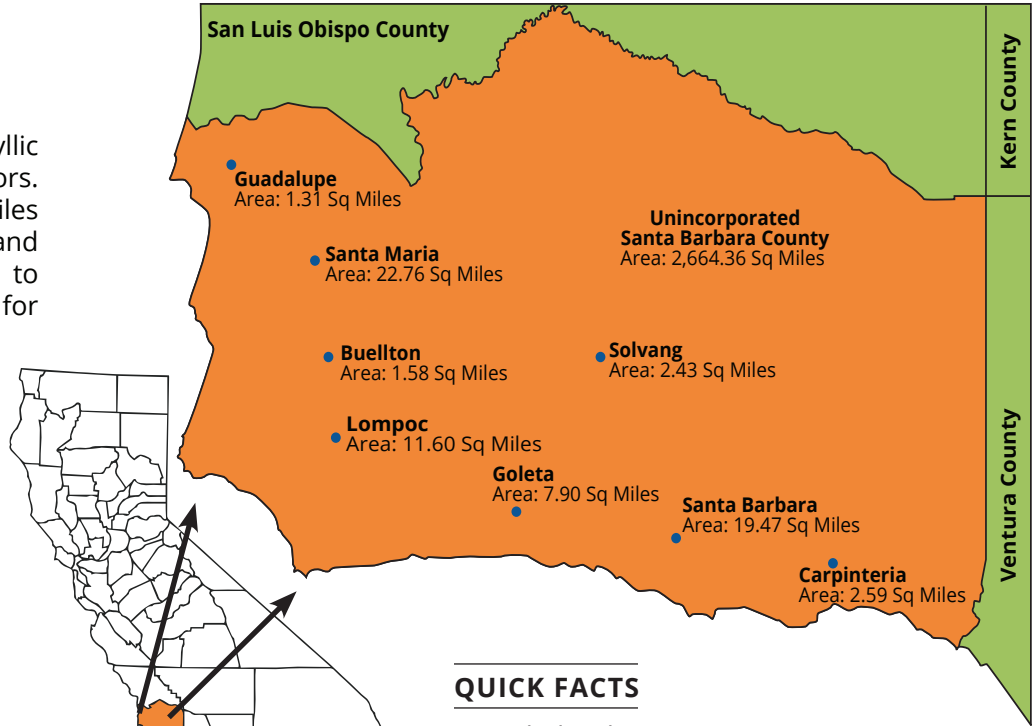 San Luis Obispo County
Kern County
Ventura County
Guadalupe
Area: 1.31 Sq Miles
Unincorporated
Santa Barbara County
Area: 2,664.36 Sq Miles
Santa Maria
Area: 22.76 Sq Miles
Buellton
Area: 1.58 Sq Miles
Solvang
Area: 2.43 Sq Miles
Lompoc
Area: 11.60 Sq Miles
Goleta
Area: 7.90 Sq Miles
Santa Barbara
Area: 19.47 Sq Miles
Carpinteria
Area: 2.59 Sq Miles
to
for
QUICK FACTS